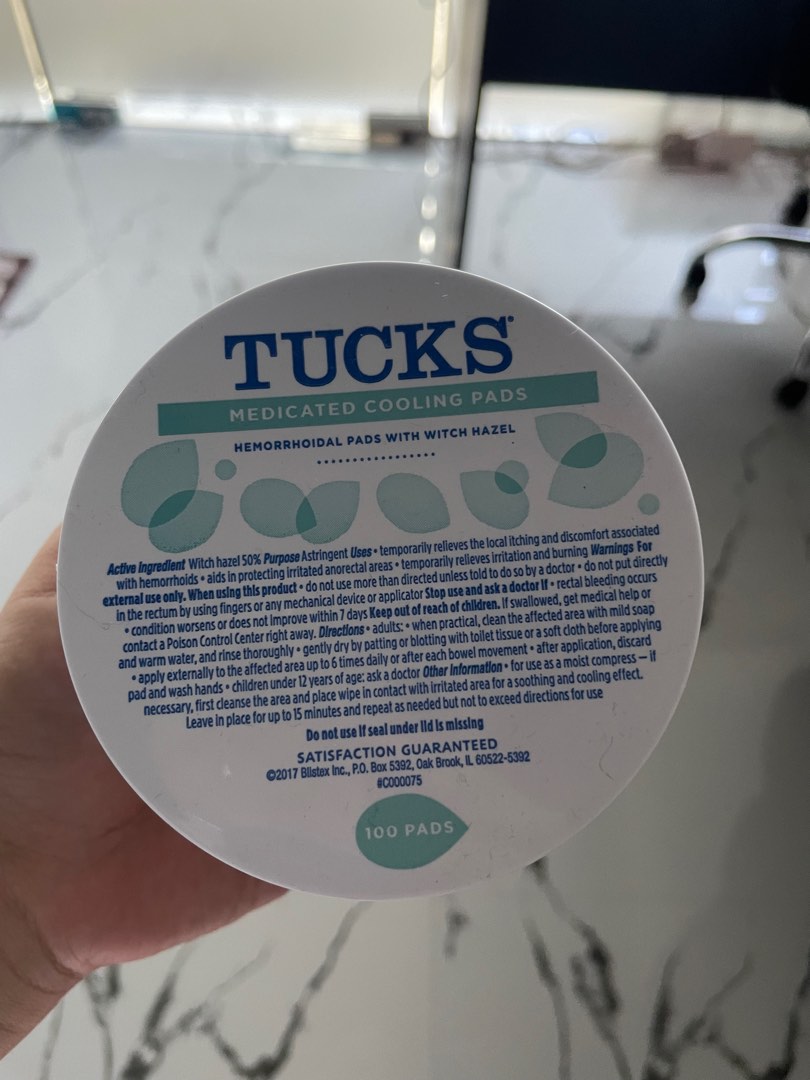 TUCKS®
MEDICATED COOLING PADS
HEMORRHOIDAL PADS WITH WITCH HAZEL
Active Ingredient Witch hazel 50% Purpose Astringent Uses • temporarily relieves the local itching and discomfort associated
with hemorrhoids • aids in protecting irritated anorectal areas • temporarily relieves irritation and burning Warnings For
external use only. When using this product • do not use more than directed unless told to do so by a doctor • do not put directly
in the rectum by using fingers or any mechanical device or applicator Stop use and ask a doctor if • rectal bleeding occurs
• condition worsens or does not improve within 7 days Keep out of reach of children. If swallowed, get medical help or
contact a Poison Control Center right away. Directions • adults: • when practical, clean the affected area with mild soap
and warm water, and rinse thoroughly • gently dry by patting or blotting with toilet tissue or a soft cloth before applying
• apply externally to the affected area up to 6 times daily or after each bowel movement • after application, discard
pad and wash hands • children under 12 years of age: ask a doctor Other Information • for use as a moist compress — if
necessary, first cleanse the area and place wipe in contact with irritated area for a soothing and cooling effect.
Leave in place for up to 15 minutes and repeat as needed but not to exceed directions for use
Do not use if seal under lid is missing
SATISFACTION GUARANTEED
©2017 Blistex Inc., P.O. Box 5392, Oak Brook, IL 60522-5392
#C000075
100 PADS